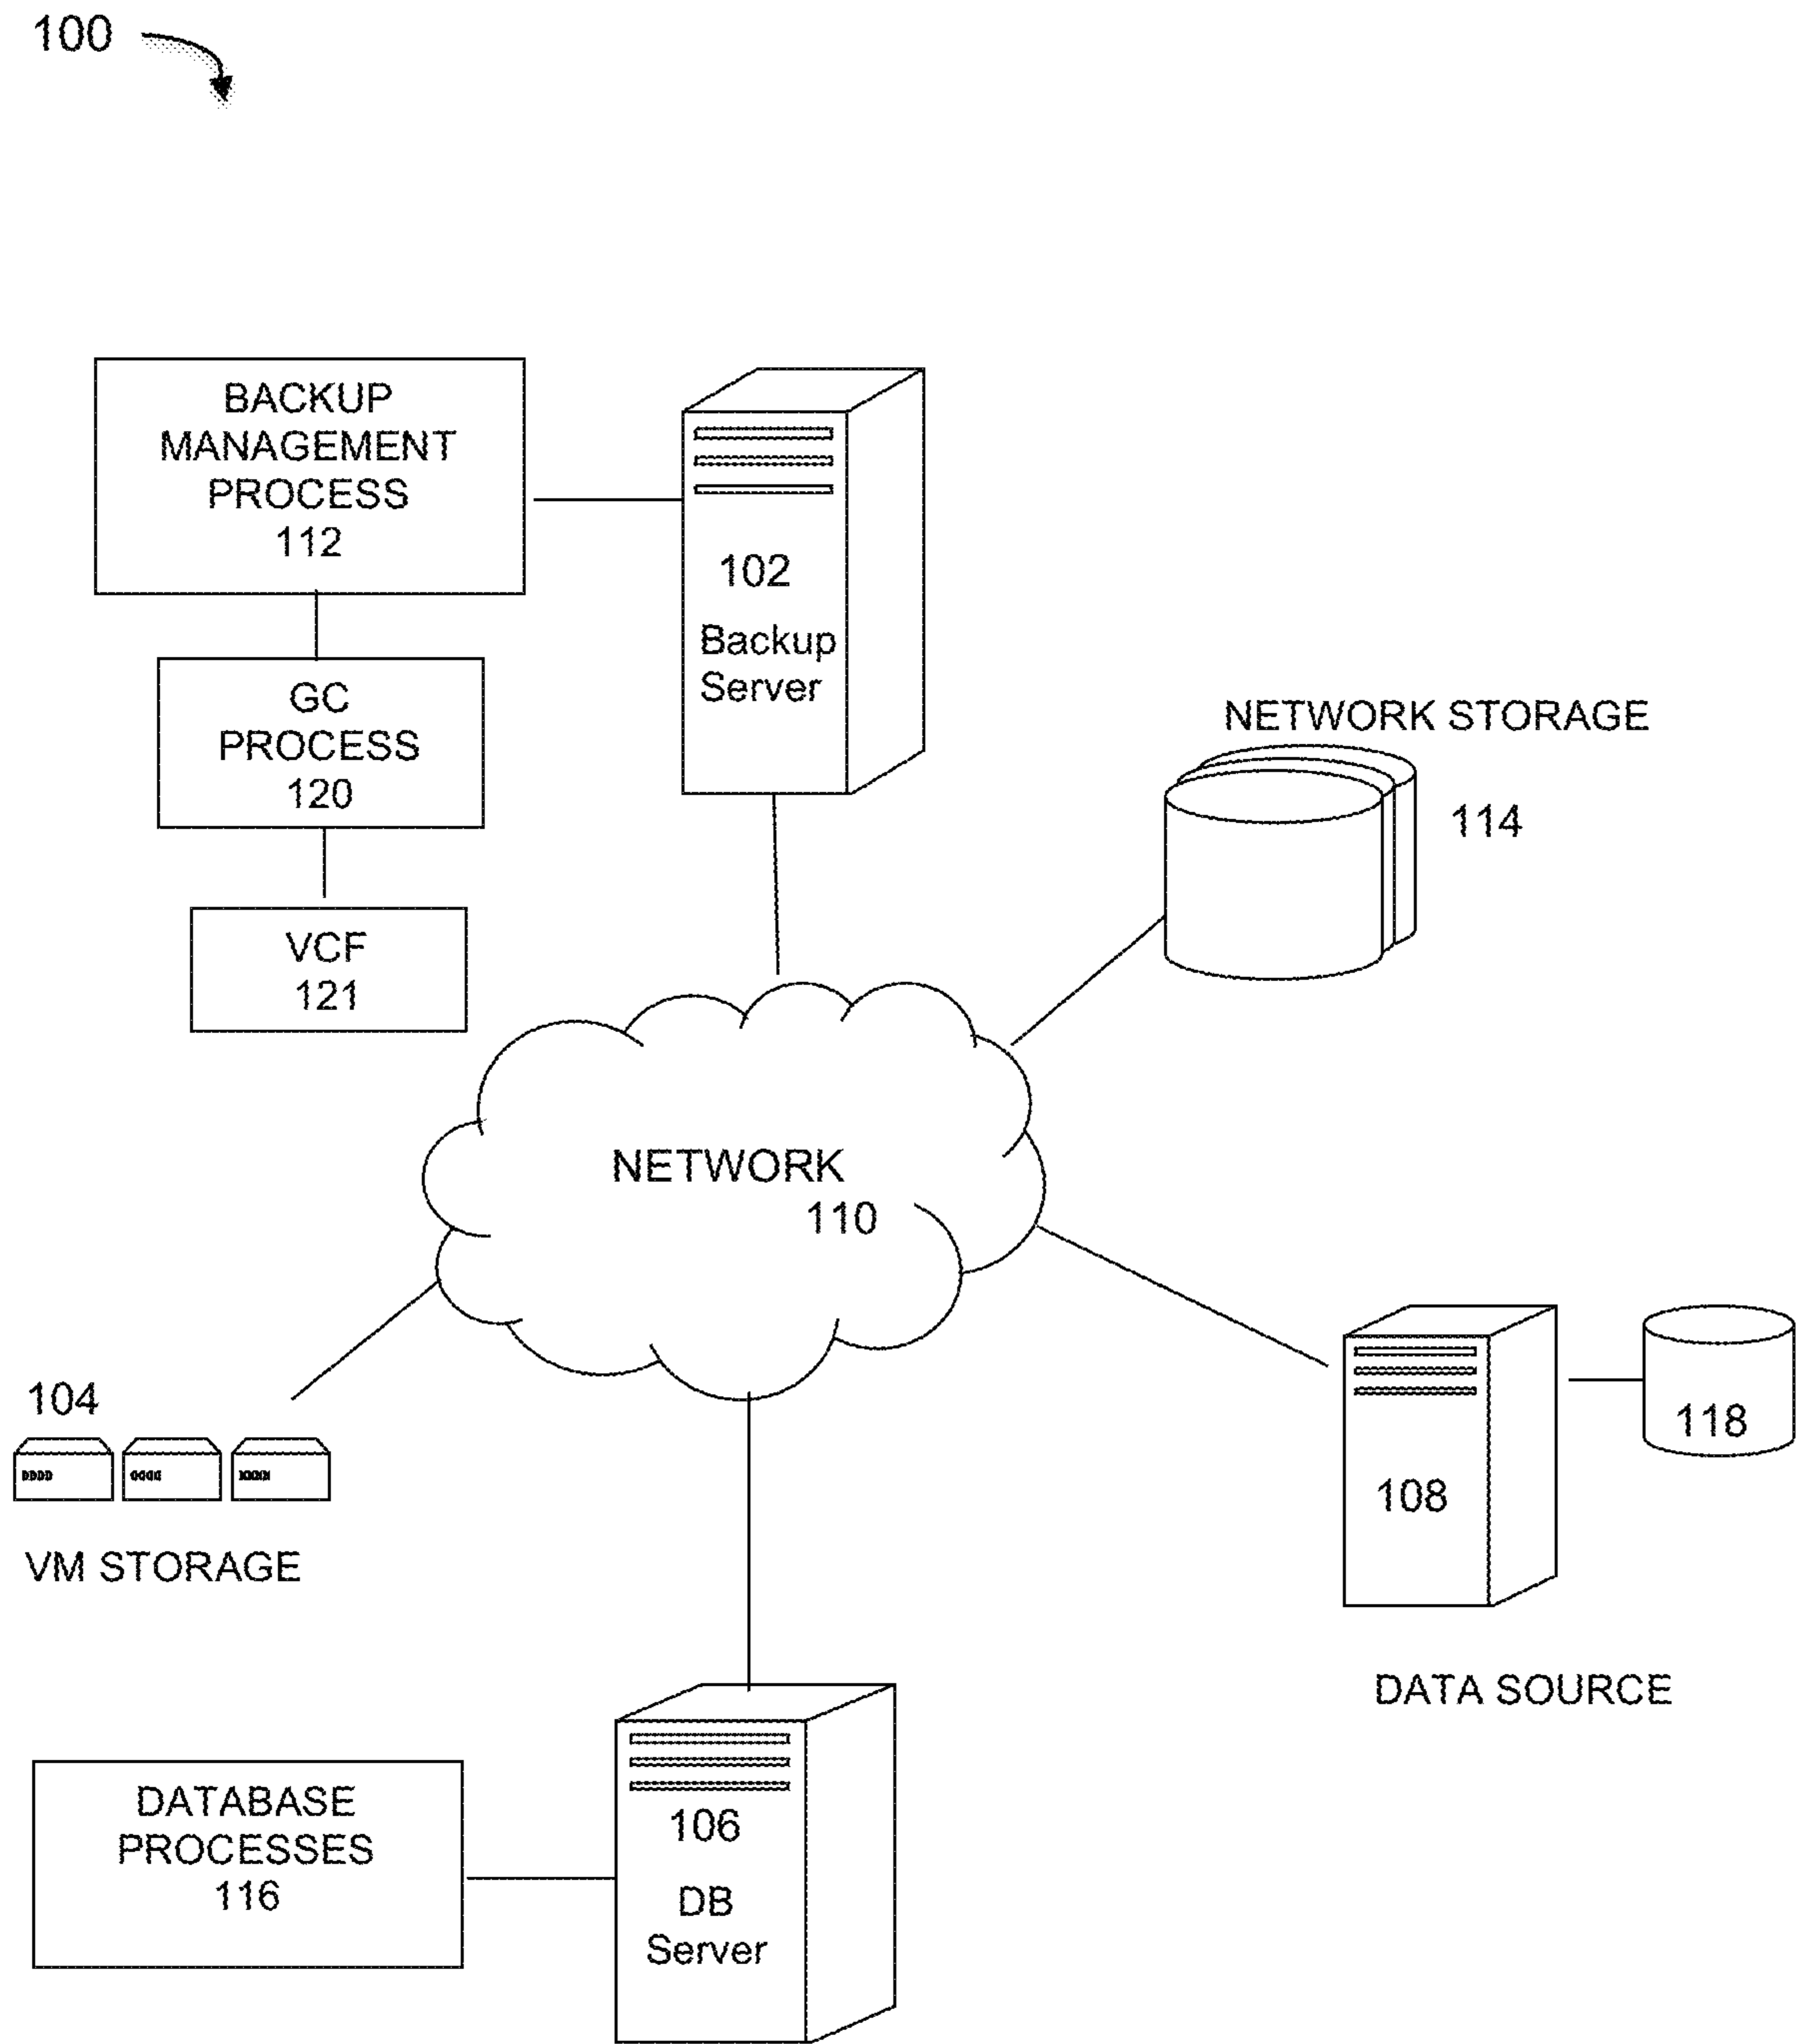 100
BACKUP
MANAGEMENT
PROCESS
112
102
Backup
Server
GC
PROCESS
120
NETWORK STORAGE
114
VCF
121
NETWORK
110
104
VM STORAGE
118
108
DATA SOURCE
DATABASE
PROCESSES
116
106
DB
Server